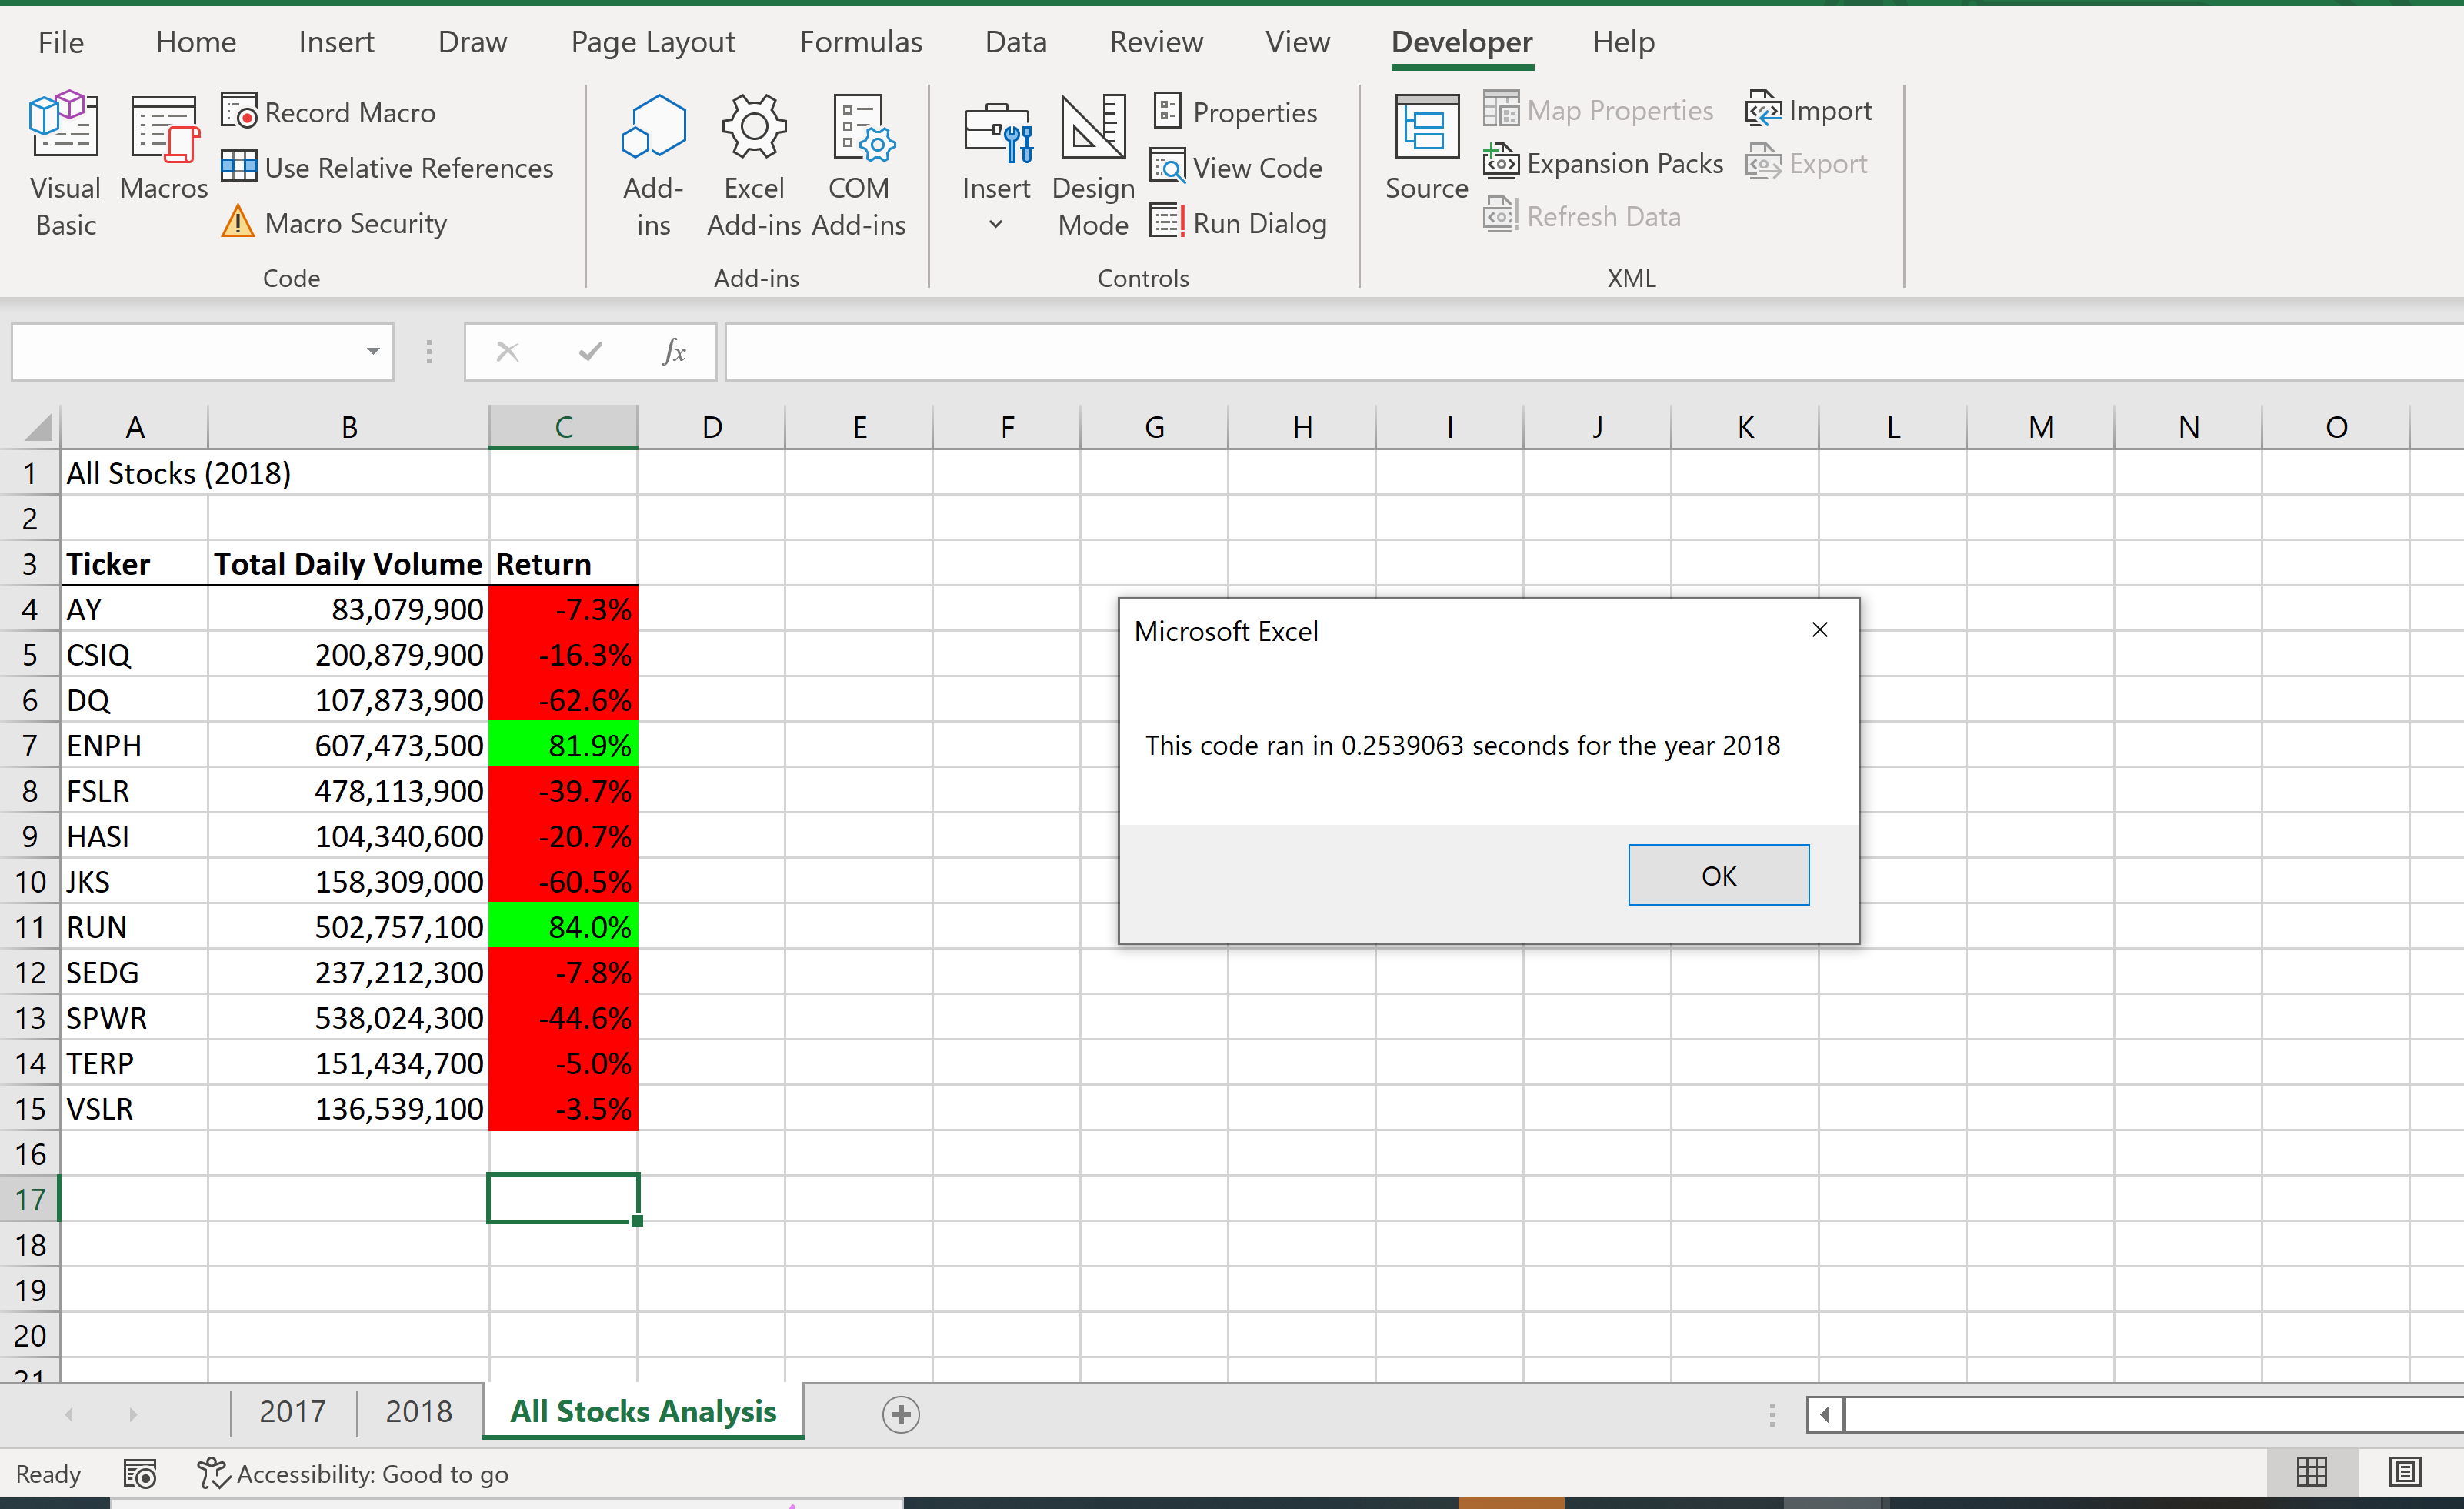 File Home Insert Draw Page Layout Formulas Data Review View Developer Help
Visual Basic
Macros
Record Macro
Use Relative References
Macro Security
Code
Add-ins
Excel Add-ins
COM Add-ins
Add-ins
Insert
Design Mode
Properties
View Code
Run Dialog
Controls
Source
Map Properties
Expansion Packs
Refresh Data
Import
Export
XML
fx
A B C D E F G H I J K L M N O
1 All Stocks (2018)
2
3 Ticker Total Daily Volume Return
4 AY 83,079,900 -7.3%
5 CSIQ 200,879,900 -16.3%
6 DQ 107,873,900 -62.6%
7 ENPH 607,473,500 81.9%
8 FSLR 478,113,900 -39.7%
9 HASI 104,340,600 -20.7%
10 JKS 158,309,000 -60.5%
11 RUN 502,757,100 84.0%
12 SEDG 237,212,300 -7.8%
13 SPWR 538,024,300 -44.6%
14 TERP 151,434,700 -5.0%
15 VSLR 136,539,100 -3.5%
16
17
18
19
20
21
Microsoft Excel
This code ran in 0.2539063 seconds for the year 2018
OK
2017 2018 All Stocks Analysis
Ready Accessibility: Good to go